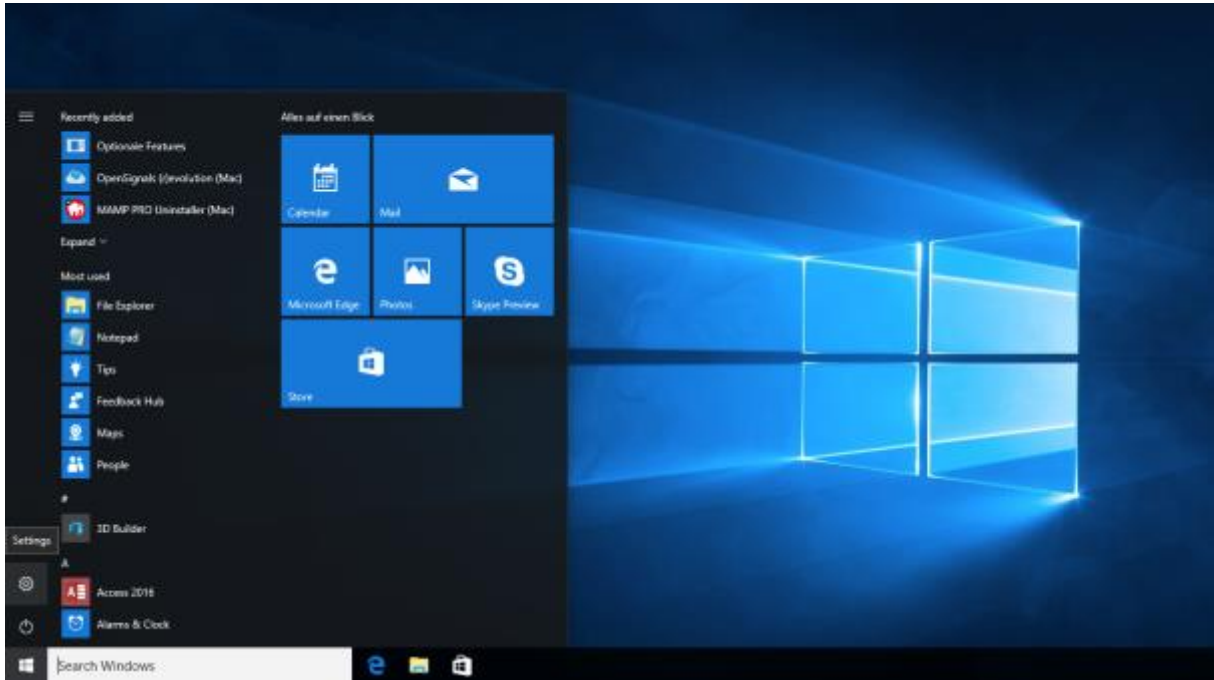 Recently added
Optionale Features
OpenSignals (r)evolution (Mac)
MAMP PRO Uninstaller (Mac)
Expand
Most used
File Explorer
Notepad
Tips
Feedback Hub
Maps
People
#
3D Builder
Settings
A
Access 2016
Alarms & Clock
Search Windows
Alles auf einen Blick
Calendar
Mail
Microsoft Edge
Photos
Skype Preview
Store